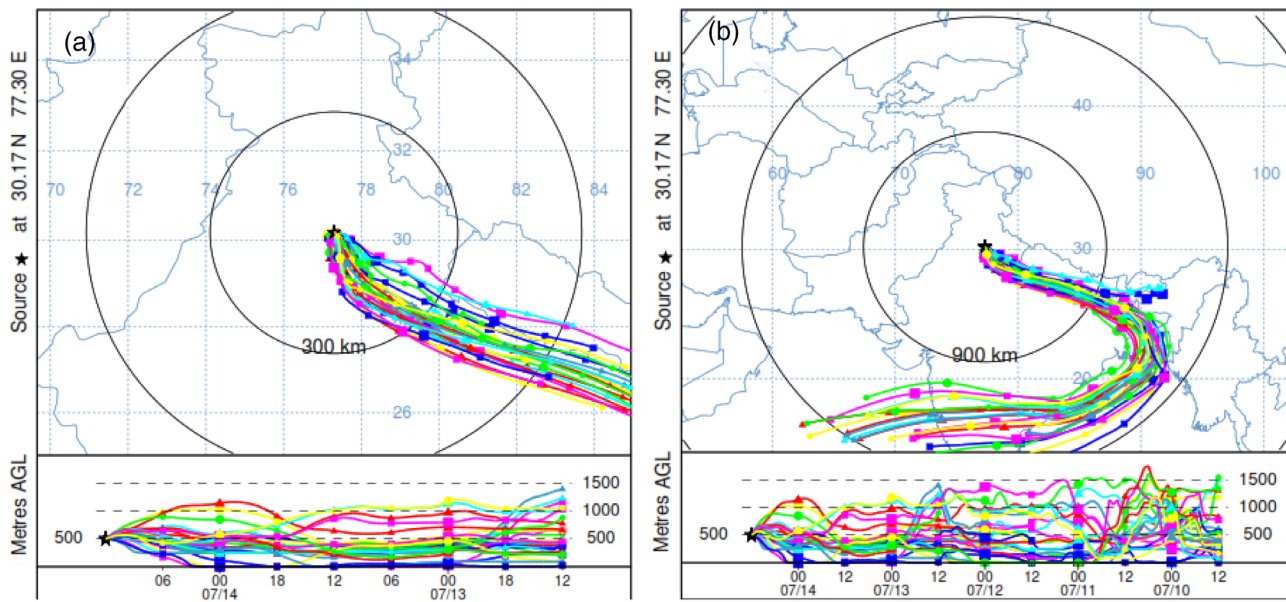 (a)
Source ★ at 30.17 N 77.30 E
34
32
70 72 74 76 78 80 82 84
30
300 km
26
Metres AGL
1500
1000
500 500
06 00 18 12 06 00 18 12
07/14 07/13
(b)
Source ★ at 30.17 N 77.30 E
40
60 70 80 90 100
30
900 km
20
Metres AGL
1500
1000
500 500
00 12 00 12 00 12 00 12 00 12
07/14 07/13 07/12 07/11 07/10